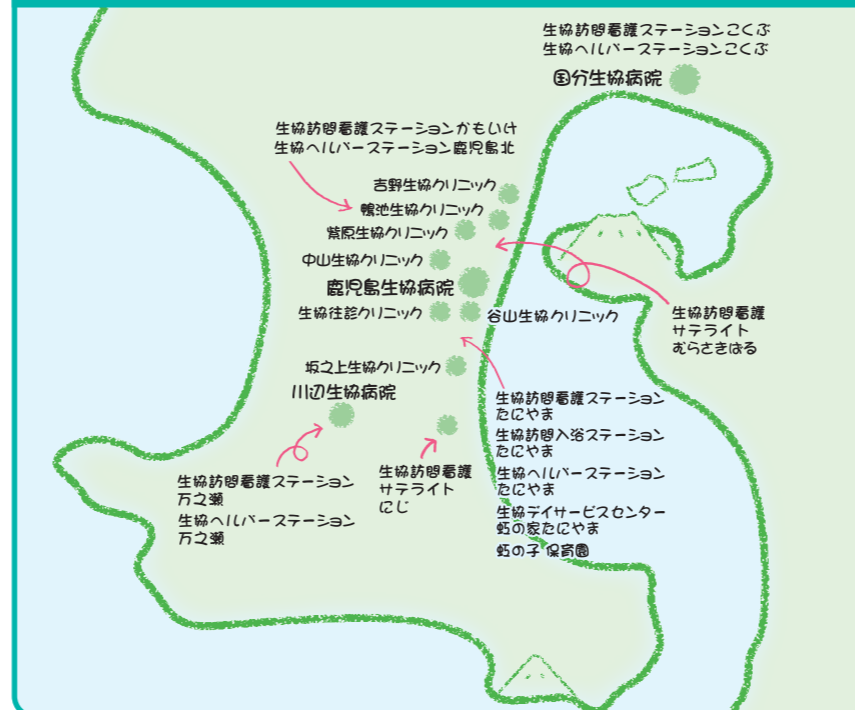 生協訪問看護ステーションこくぶ
生協ヘルパーステーションこくぶ
国分生協病院
生協訪問看護ステーションかもいけ
生協ヘルパーステーション鹿児島北
吉野生協クリニック
鴨池生協クリニック
紫原生協クリニック
中山生協クリニック
鹿児島生協病院
生協往診クリニック
谷山生協クリニック
生協訪問看護
サテライト
むらさきばる
坂之上生協クリニック
川辺生協病院
生協訪問看護ステーション
万之瀬
生協ヘルパーステーション
万之瀬
生協訪問看護
サテライト
にじ
生協訪問看護ステーション
たにやま
生協訪問入浴ステーション
たにやま
生協ヘルパーステーション
たにやま
生協デイサービスセンター
虹の家たにやま
虹の子 保育園